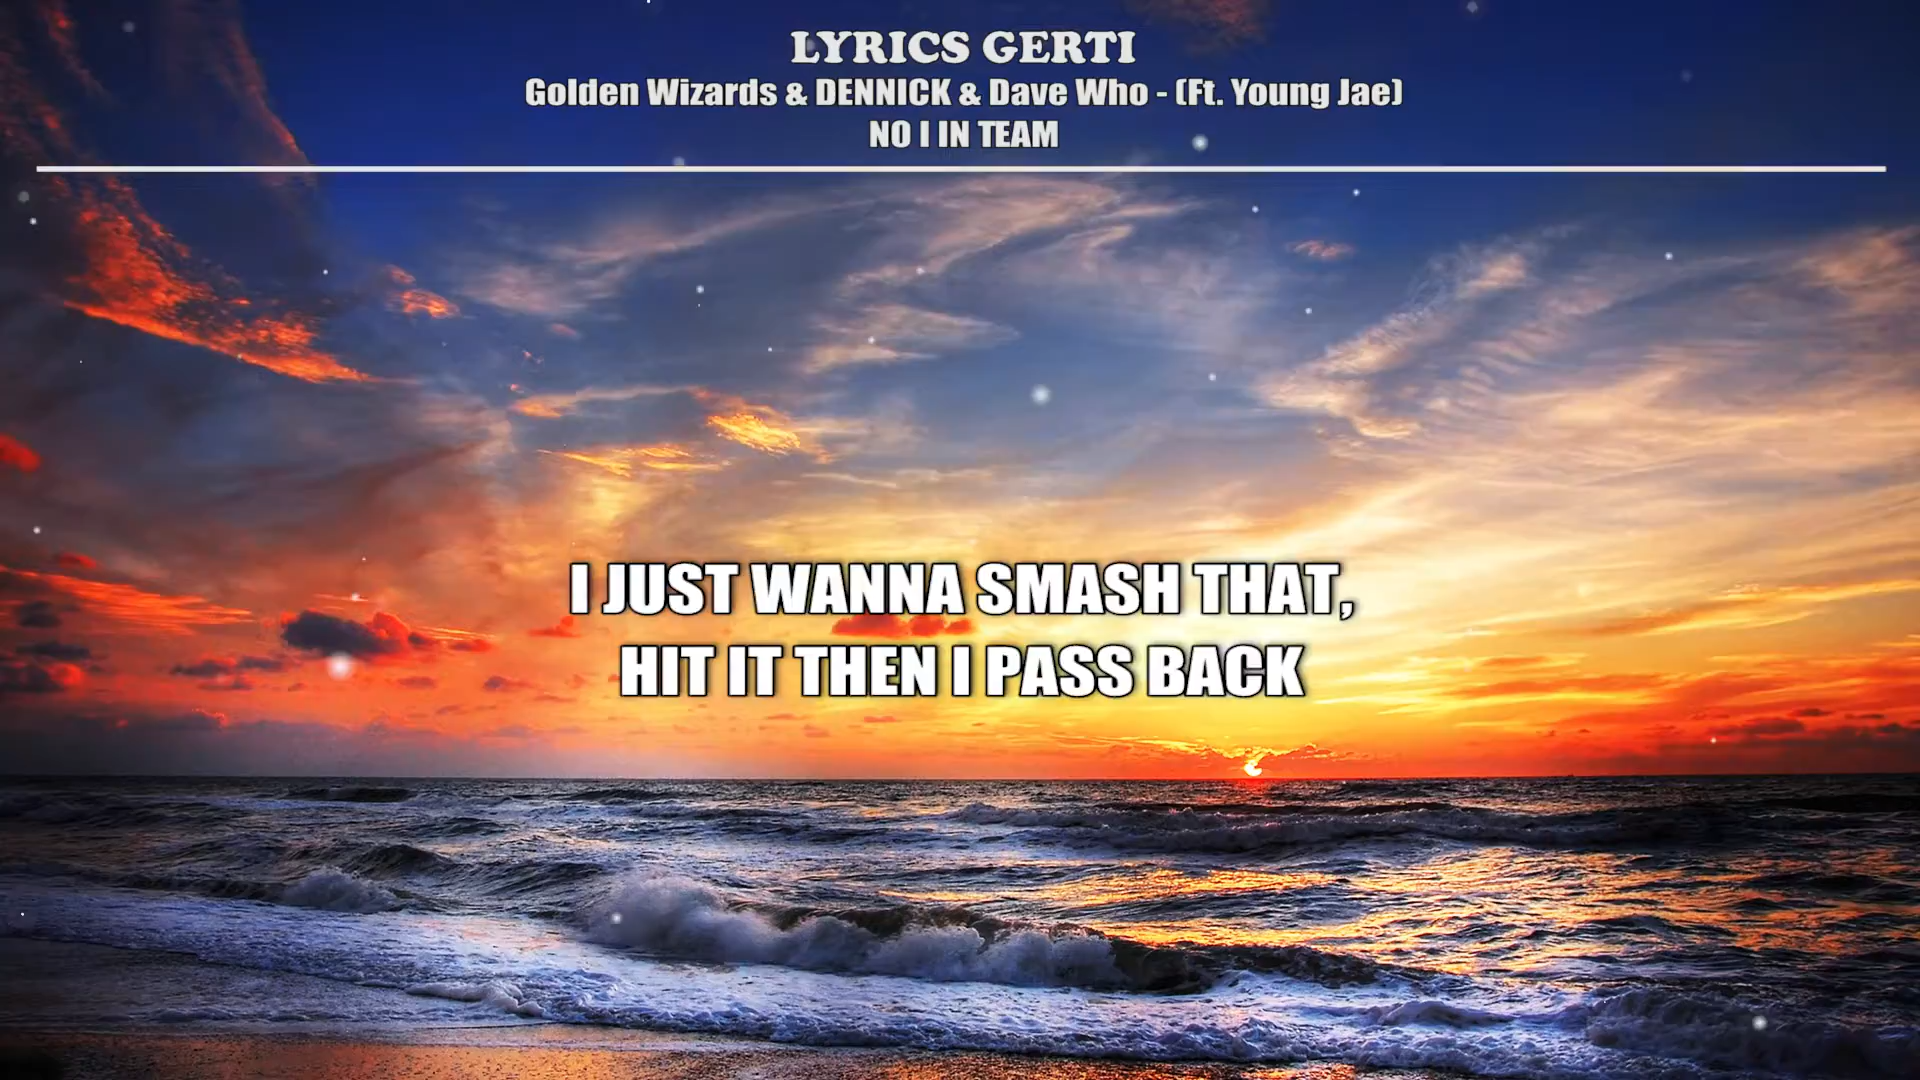 LYRICS GERTI
Golden Wizards & DENNICK & Dave Who - (Ft. Young Jae)
NO I IN TEAM
I JUST WANNA SMASH THAT,
HIT IT THEN I PASS BACK